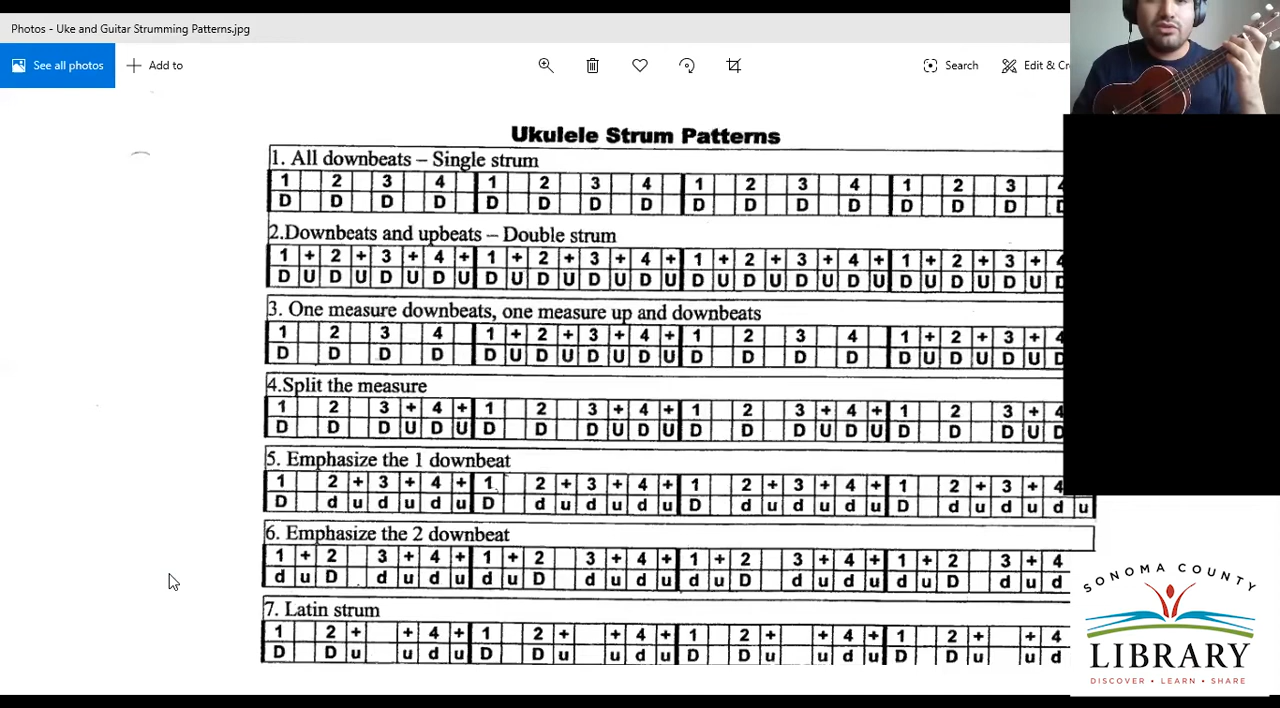 Photos - Uke and Guitar Strumming Patterns.jpg
See all photos
Add to
Search
Edit & Cr
Ukulele Strum Patterns
1. All downbeats – Single strum
1 2 3 4 1 2 3 4 1 2 3 4 1 2 3 4
D D D D D D D D D D D D D D D D
2.Downbeats and upbeats – Double strum
1 + 2 + 3 + 4 + 1 + 2 + 3 + 4 + 1 + 2 + 3 + 4 + 1 + 2 + 3 + 4
D U D U D U D U D U D U D U D U D U D U D U D U D U D U D U D
3. One measure downbeats, one measure up and downbeats
1 2 3 4 1 + 2 + 3 + 4 + 1 2 3 4 1 + 2 + 3 + 4
D D D D D U D U D U D U D D D D D U D U D U D
4.Split the measure
1 2 3 + 4 + 1 2 3 + 4 + 1 2 3 + 4 + 1 2 3 + 4
D D D U D U D D D U D U D D D U D U D D D U D
5. Emphasize the 1 downbeat
1 2 + 3 + 4 + 1 2 + 3 + 4 + 1 2 + 3 + 4 + 1 2 + 3 + 4
D d u d u d u D d u d u d u D d u d u d u D d u d u d u
6. Emphasize the 2 downbeat
1 + 2 3 + 4 + 1 + 2 3 + 4 + 1 + 2 3 + 4 + 1 + 2 3 + 4
d u D d u d u d u D d u d u d u D d u d u d u D d u d
7. Latin strum
1 2 + + 4 + 1 2 + + 4 + 1 2 + + 4 + 1 2 + + 4
D D u u d u D D u u d u D D u u d u D D u u d
SONOMA COUNTY
LIBRARY
DISCOVER • LEARN • SHARE